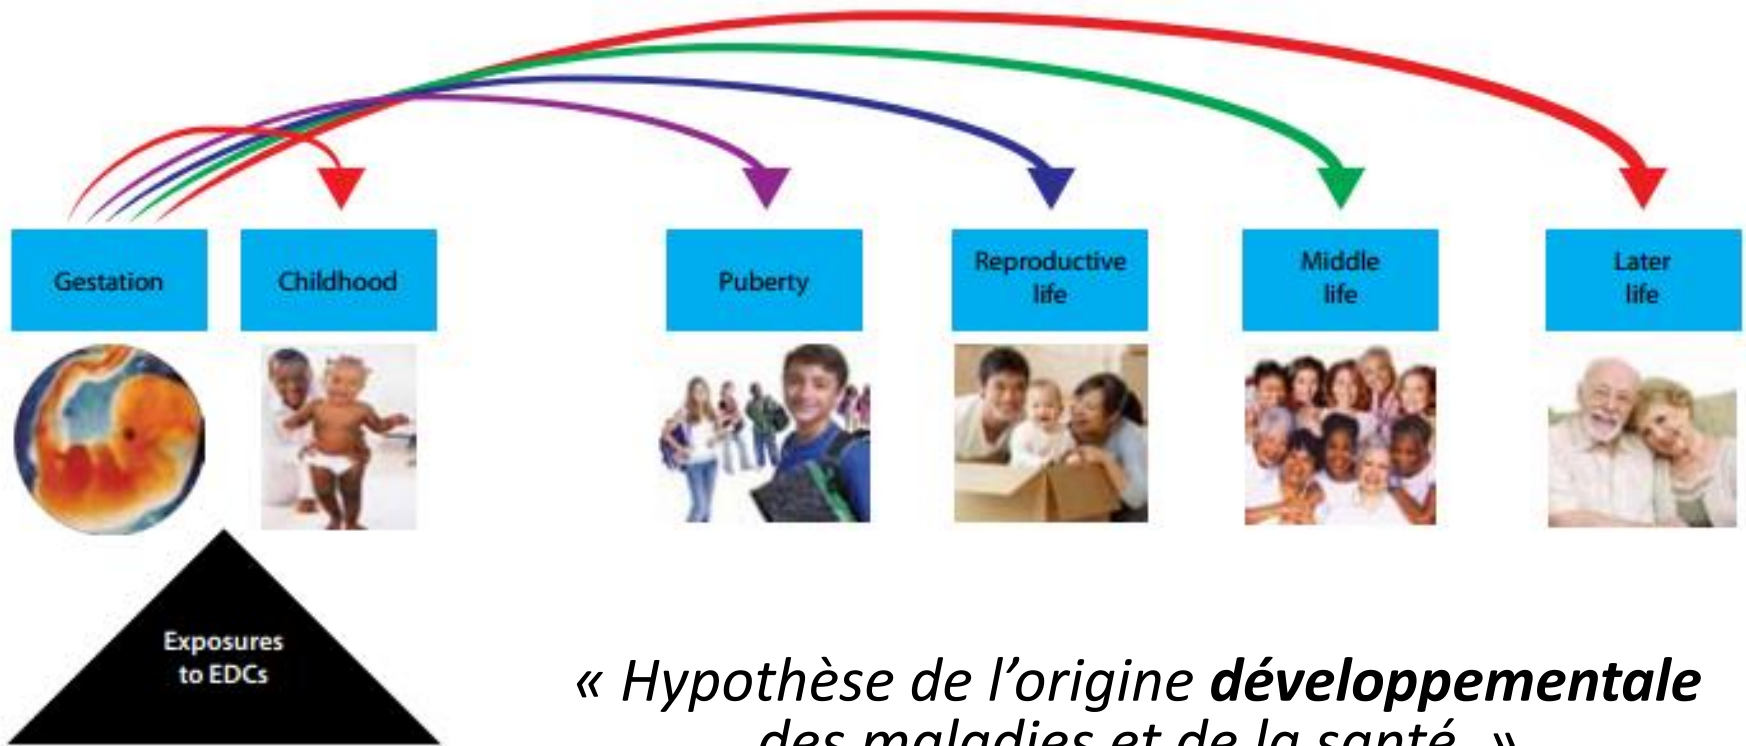 Gestation
Childhood
Puberty
Reproductive
life
Middle
life
Later
life
Exposures
to EDCs
« Hypothèse de l’origine développementale
des maladies et de la santé »